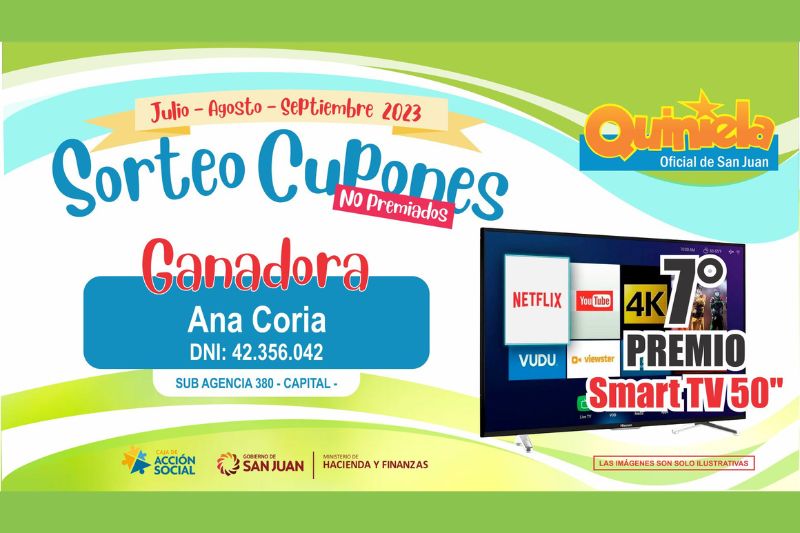 Julio - Agosto - Septiembre 2023
Sorteo Cupones
NO Premiados
Quiniela
Oficial de San Juan
Ganadora
Ana Coria
DNI: 42.356.042
SUB AGENCIA 380 - CAPITAL -
NETFLIX
YouTube
4K
VUDU
viewster
7°
PREMIO
Smart TV 50"
Hisense
CAJA DE
ACCIÓN
SOCIAL
GOBIERNO DE
SAN JUAN
MINISTERIO DE
HACIENDA Y FINANZAS
LAS IMÁGENES SON SOLO ILUSTRATIVAS